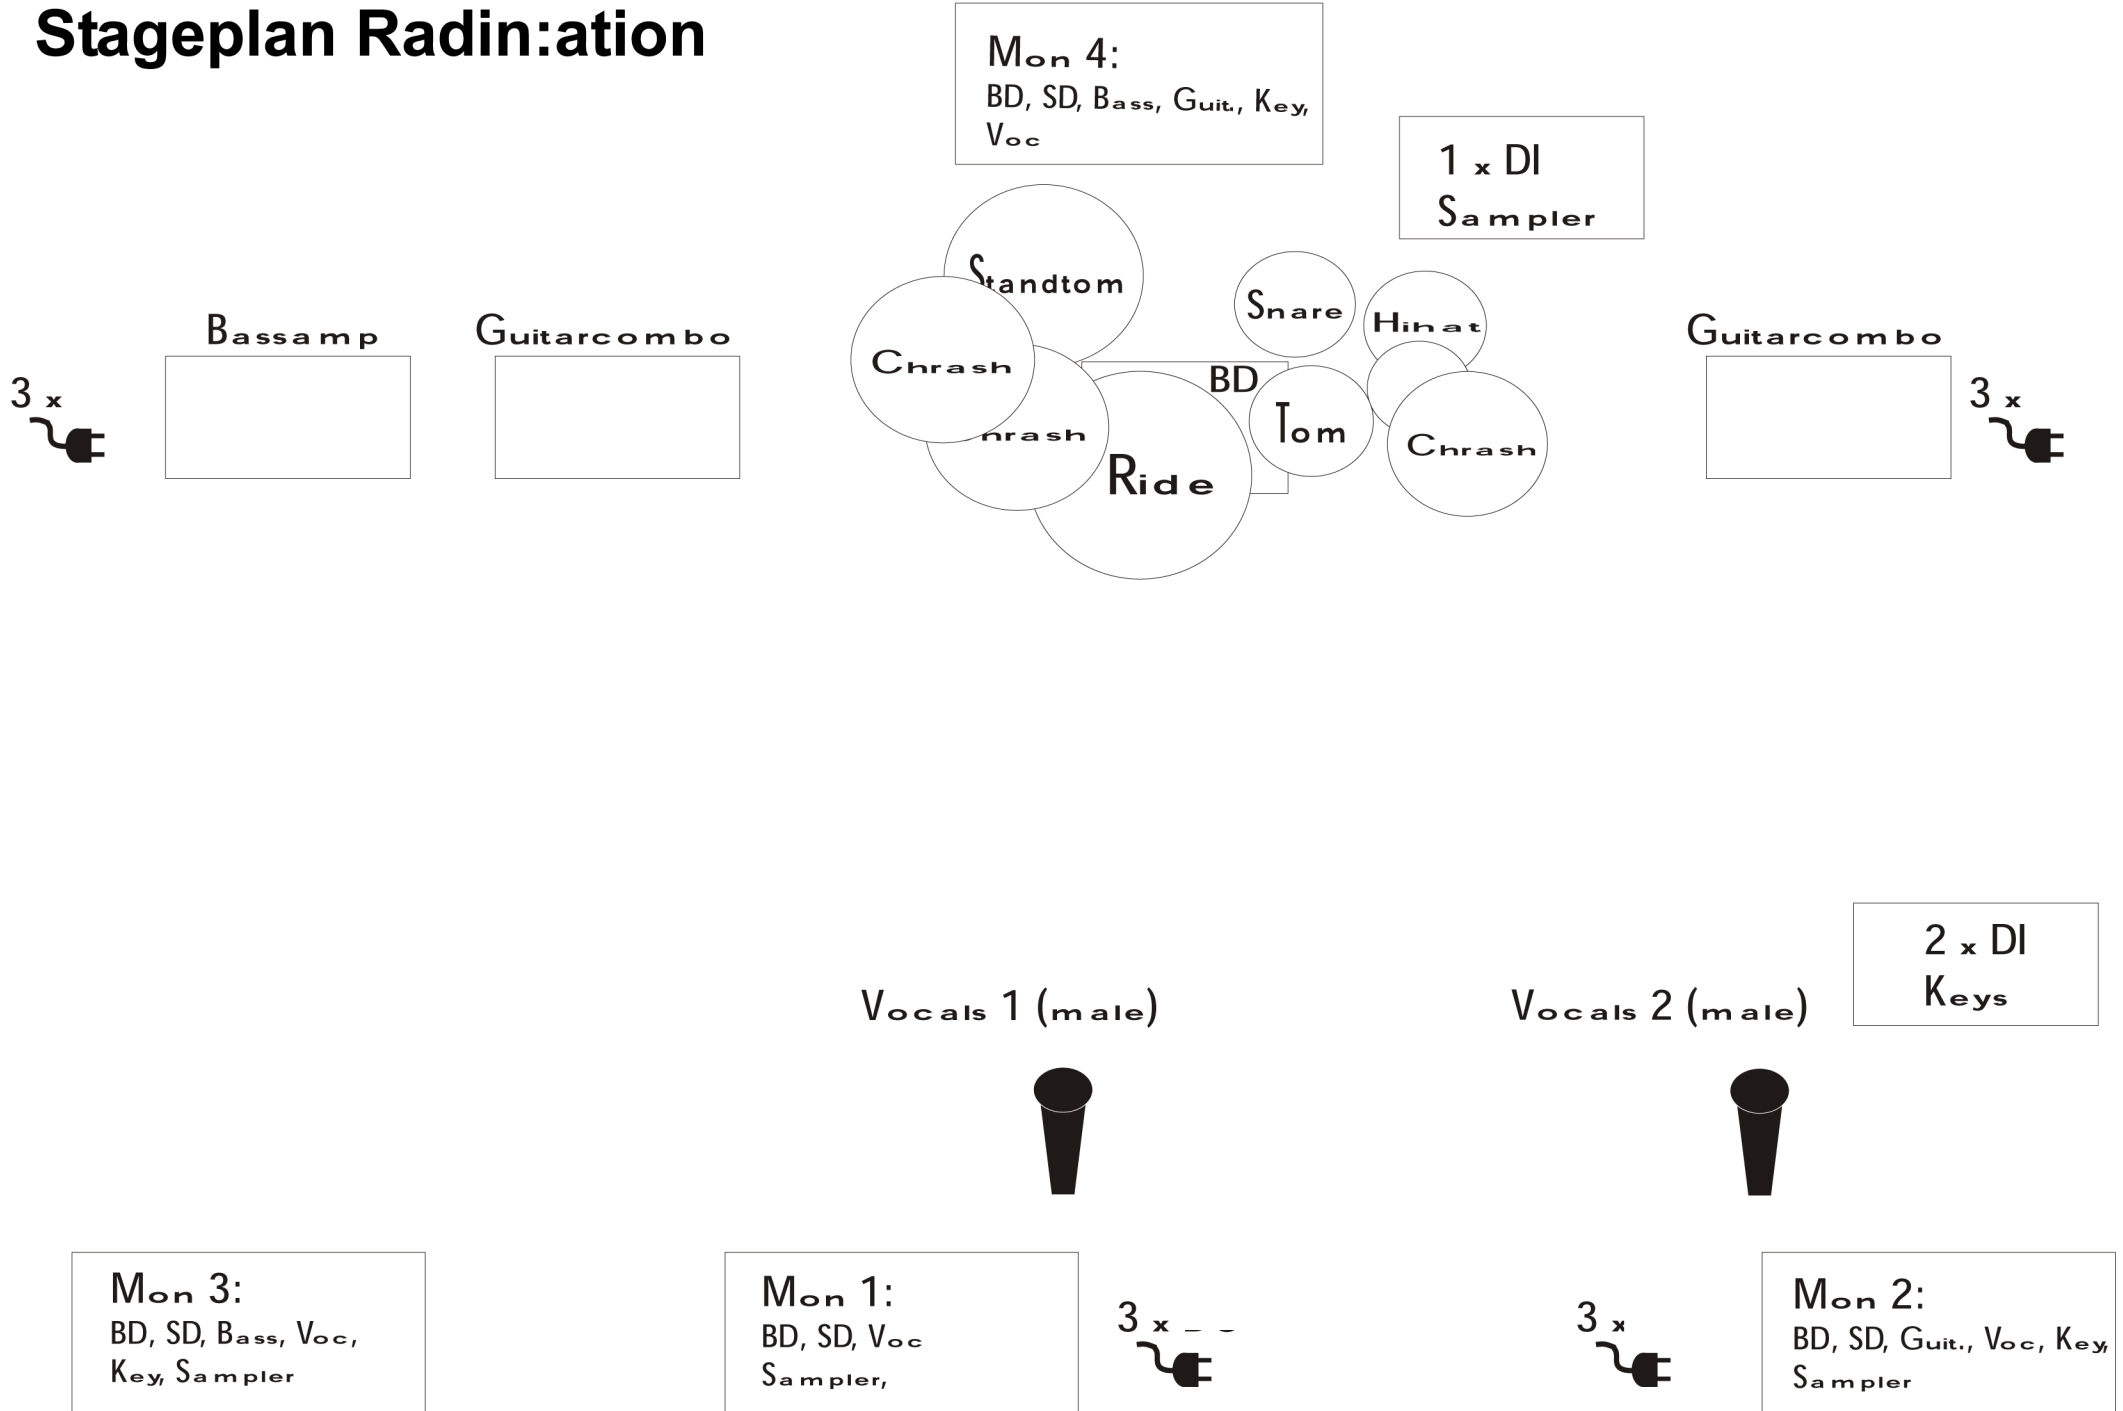 Stageplan Radin:ation
Mon 4:
BD, SD, Bass, Guit., Key,
Voc
1 x DI
Sampler
Standtom
Snare
Hihat
Bassamp
Guitarcombo
Chrash
BD
Guitarcombo
3 x
Tom
3 x
hrash
Chrash
Ride
2 x DI
Keys
Vocals 1 (male)
Vocals 2 (male)
Mon 3:
BD, SD, Bass, Voc,
Key, Sampler
Mon 1:
BD, SD, Voc
Sampler,
3 x
3 x
Mon 2:
BD, SD, Guit., Voc, Key,
Sampler